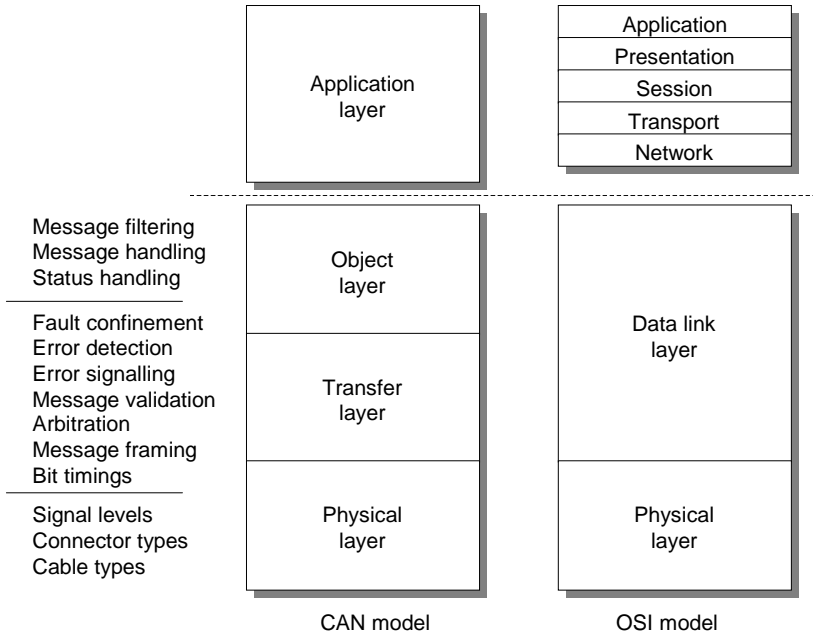 Application
layer
Application
Presentation
Session
Transport
Network
Message filtering
Message handling
Status handling
Object
layer
Fault confinement
Error detection
Error signalling
Message validation
Arbitration
Message framing
Bit timings
Transfer
layer
Data link
layer
Signal levels
Connector types
Cable types
Physical
layer
Physical
layer
CAN model
OSI model